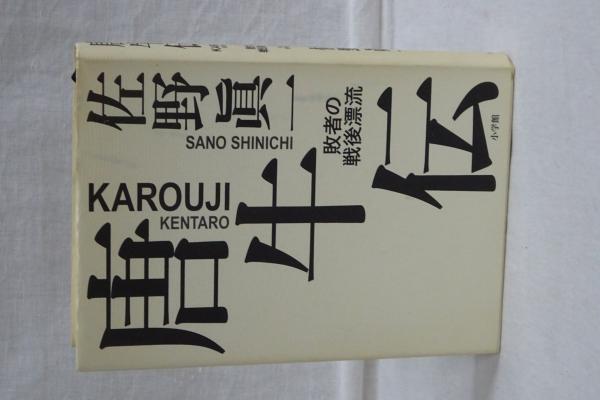 佐野眞一
SANO SHINICHI
KAROUJI
KENTARO
唐牛伝
敗者の
戦後漂流
小学館